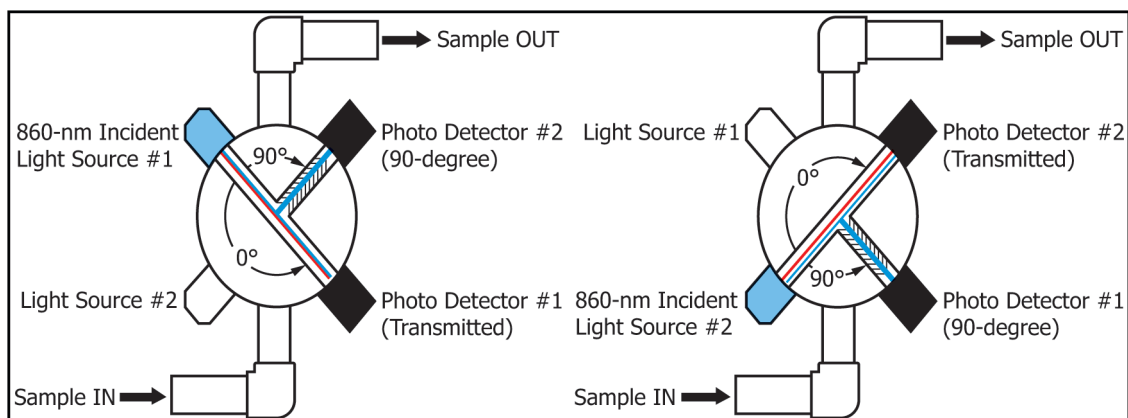 Sample OUT
860-nm Incident
Light Source #1
90°
Photo Detector #2
(90-degree)
0°
Light Source #2
Photo Detector #1
(Transmitted)
Sample IN
Sample OUT
Light Source #1
0°
Photo Detector #2
(Transmitted)
860-nm Incident
Light Source #2
90°
Photo Detector #1
(90-degree)
Sample IN